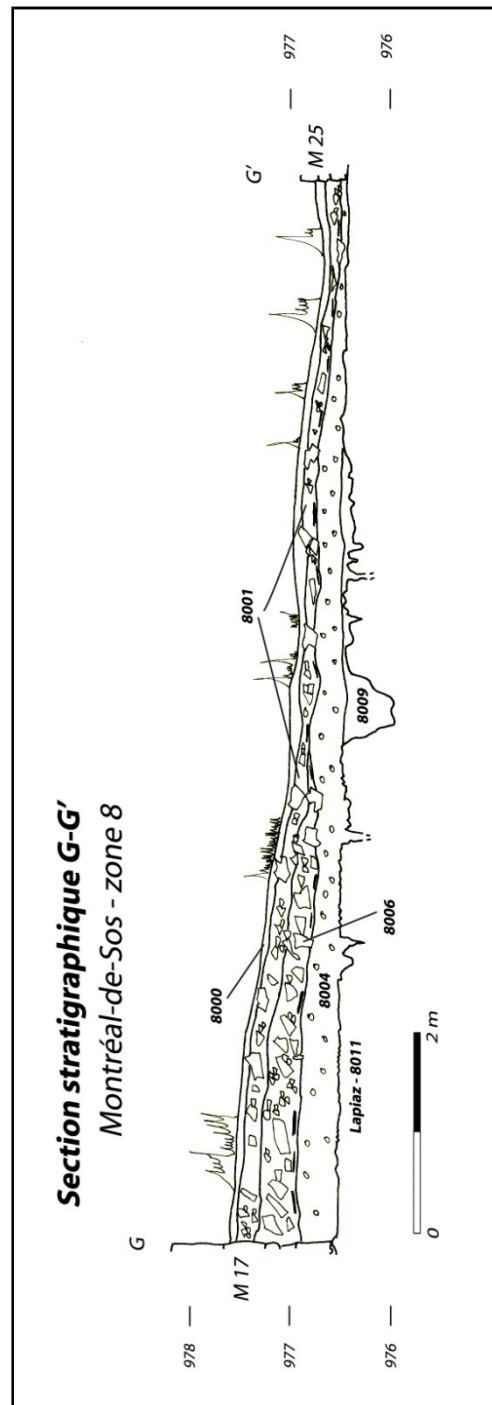 Section stratigraphique G-G'
Montréal-de-Sos - zone 8
G
G'
M 17
M 25
978
977
976
977
976
8000
8001
8006
8004
8009
Lapiaz - 8011
0
2 m